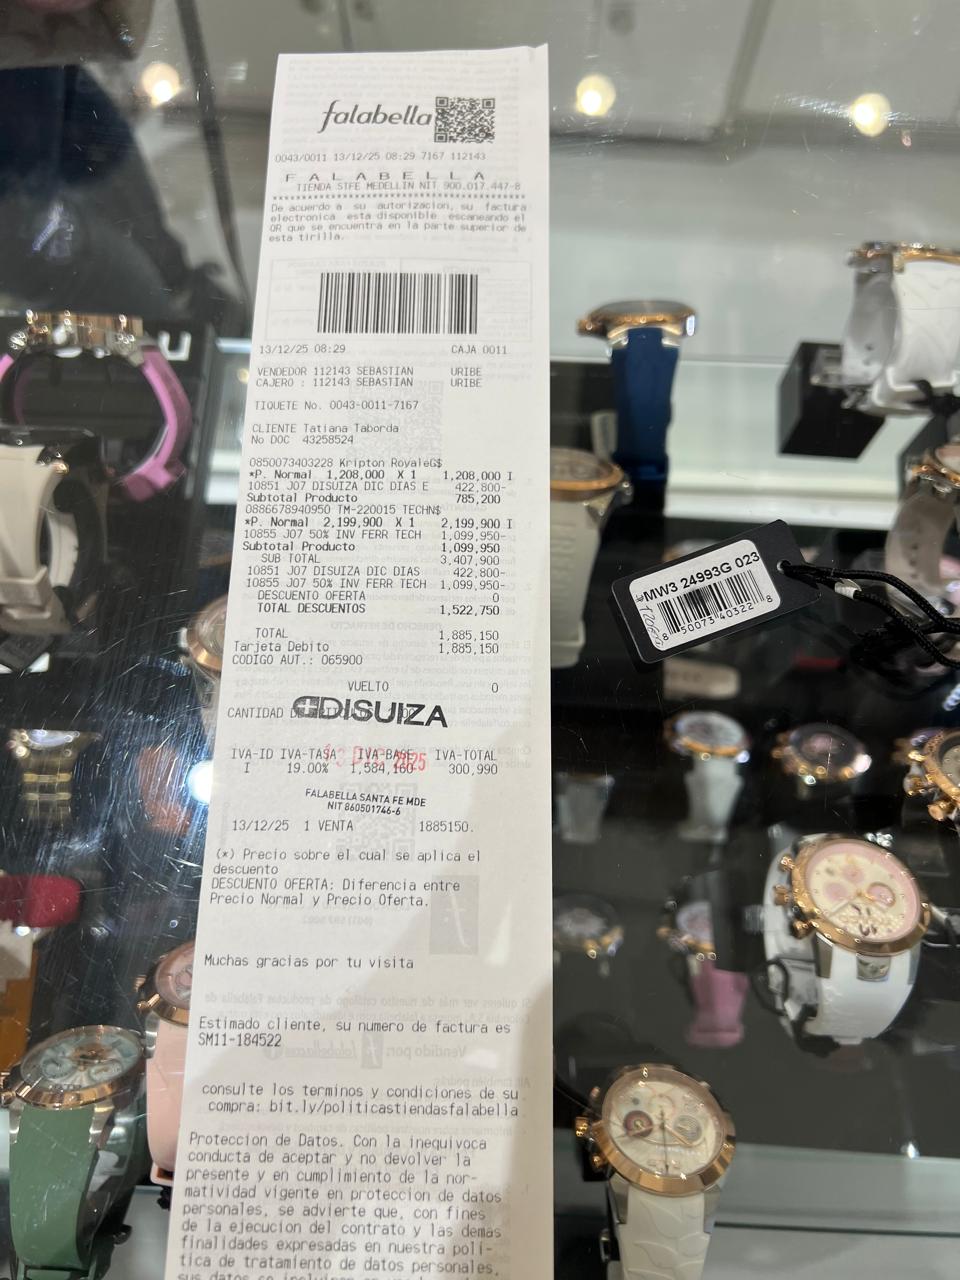 falabella
0043/0011 13/12/25 08:29 7167 112143
F A L A B E L L A
TIENDA STFE MEDELLIN NIT 900.017.447-8
De acuerdo a su autorizacion, su factura
electronica esta disponible escaneando el
QR que se encuentra en la parte superior de
esta tirilla.
13/12/25 08:29 CAJA 0011
VENDEDOR 112143 SEBASTIAN URIBE
CAJERO : 112143 SEBASTIAN URIBE
TIQUETE No. 0043-0011-7167
CLIENTE Tatiana Taborda
No DOC 43258524
0850073403228 Kripton RoyaleG$
*P. Normal 1,208,000 X 1 1,208,000 I
10851 J07 DISUIZA DIC DIAS E 422,800-
Subtotal Producto 785,200
0886678940950 TM-220015 TECHN$
*P. Normal 2,199,900 X 1 2,199,900 I
10855 J07 50% INV FERR TECH 1,099,950-
Subtotal Producto 1,099,950
SUB TOTAL 3,407,900
10851 J07 DISUIZA DIC DIAS 422,800-
10855 J07 50% INV FERR TECH 1,099,950-
DESCUENTO OFERTA 0
TOTAL DESCUENTOS 1,522,750
TOTAL 1,885,150
Tarjeta Debito 1,885,150
CODIGO AUT.: 065900
VUELTO 0
CANTIDAD
DISUIZA
IVA-ID IVA-TASA IVA-BASE IVA-TOTAL
I 19.00% 1,584,160 300,990
FALABELLA SANTA FE MDE
NIT 860501746-6
13/12/25 1 VENTA 1885150.
(*) Precio sobre el cual se aplica el
descuento
DESCUENTO OFERTA: Diferencia entre
Precio Normal y Precio Oferta.
Muchas gracias por tu visita
Estimado cliente, su numero de factura es
SM11-184522
consulte los terminos y condiciones de su
compra: bit.ly/politicastiendasfalabella
Proteccion de Datos. Con la inequivoca
conducta de aceptar y no devolver la
presente y en cumplimiento de la nor-
matividad vigente en proteccion de datos
personales, se advierte que, con fines
de la ejecucion del contrato y las demas
finalidades expresadas en nuestra poli-
tica de tratamiento de datos personales,
MW3 24993G 023
8 50073 40322 8